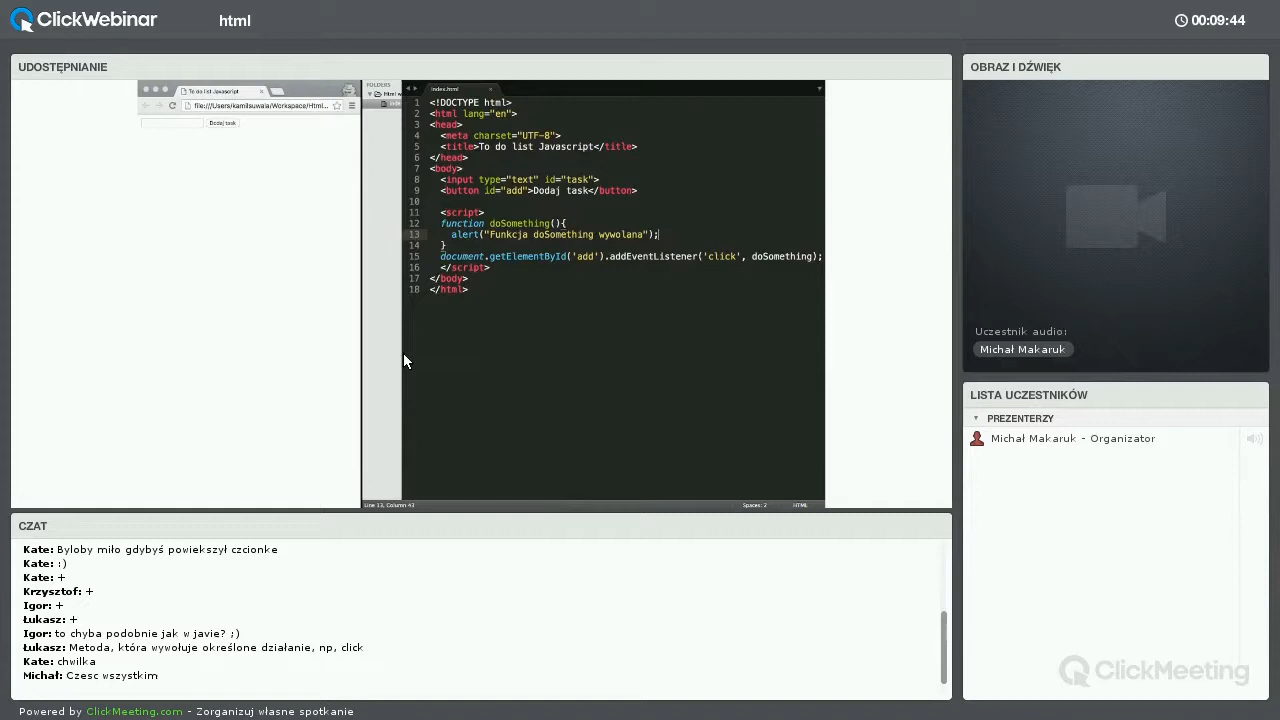 ClickWebinar
html
00:09:44
UDOSTĘPNIANIE
To do list Javascript
file:///Users/kamilsuwala/Workspace/Html...
Dodaj task
FOLDERS
Html w
index.html
1 <!DOCTYPE html>
2 <html lang="en">
3 <head>
4 <meta charset="UTF-8">
5 <title>To do list Javascript</title>
6 </head>
7 <body>
8 <input type="text" id="task">
9 <button id="add">Dodaj task</button>
10
11 <script>
12 function doSomething(){
13 alert("Funkcja doSomething wywolana");
14 }
15 document.getElementById('add').addEventListener('click', doSomething);
16 </script>
17 </body>
18 </html>
Line 13, Column 43
Spaces: 2
HTML
OBRAZ I DŹWIĘK
Uczestnik audio:
Michał Makaruk
LISTA UCZESTNIKÓW
PREZENTERZY
Michał Makaruk - Organizator
CZAT
Kate: Byloby miło gdybyś powiekszył czcionke
Kate: :)
Kate: +
Krzysztof: +
Igor: +
Łukasz: +
Igor: to chyba podobnie jak w javie? ;)
Łukasz: Metoda, która wywołuje określone działanie, np, click
Kate: chwilka
Michał: Czesc wszystkim
ClickMeeting
Powered by ClickMeeting.com - Zorganizuj własne spotkanie